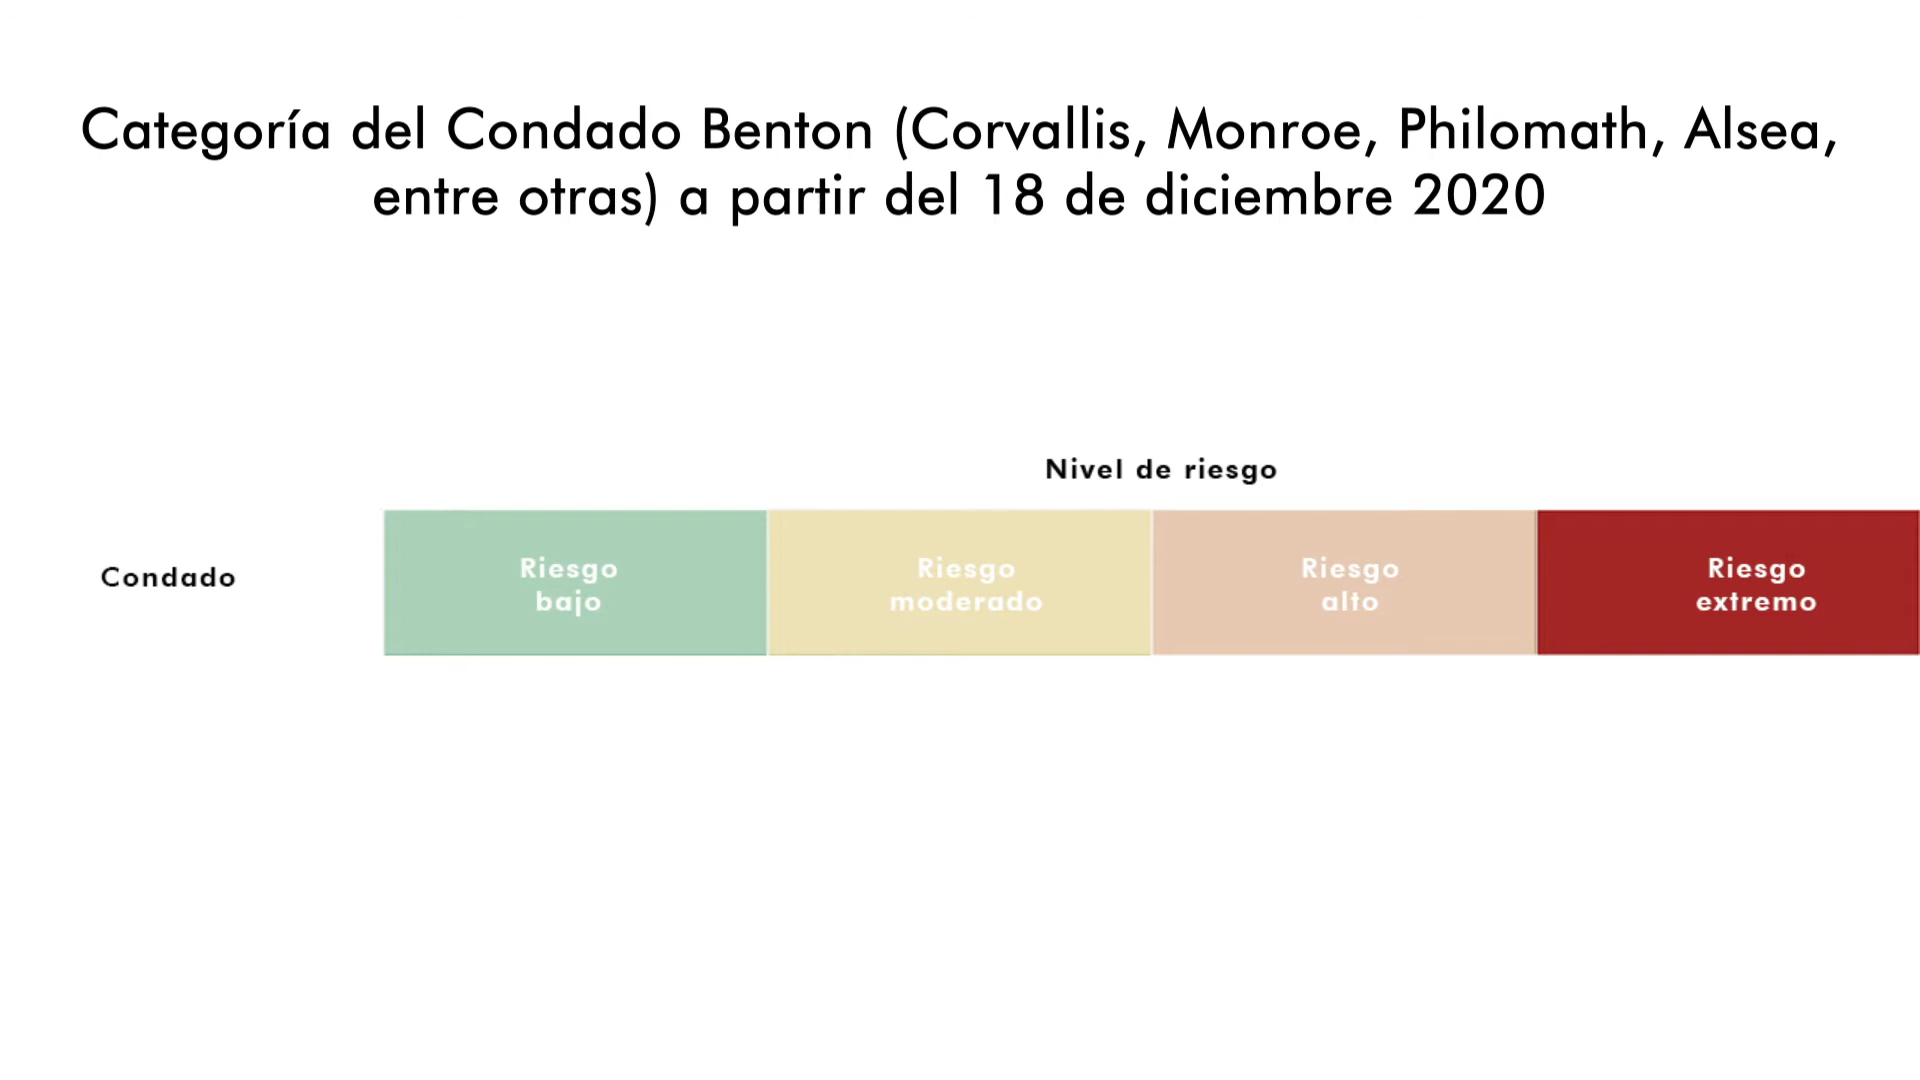 Categoría del Condado Benton (Corvallis, Monroe, Philomath, Alsea,
entre otras) a partir del 18 de diciembre 2020
Nivel de riesgo
Condado
Riesgo
bajo
Riesgo
moderado
Riesgo
alto
Riesgo
extremo